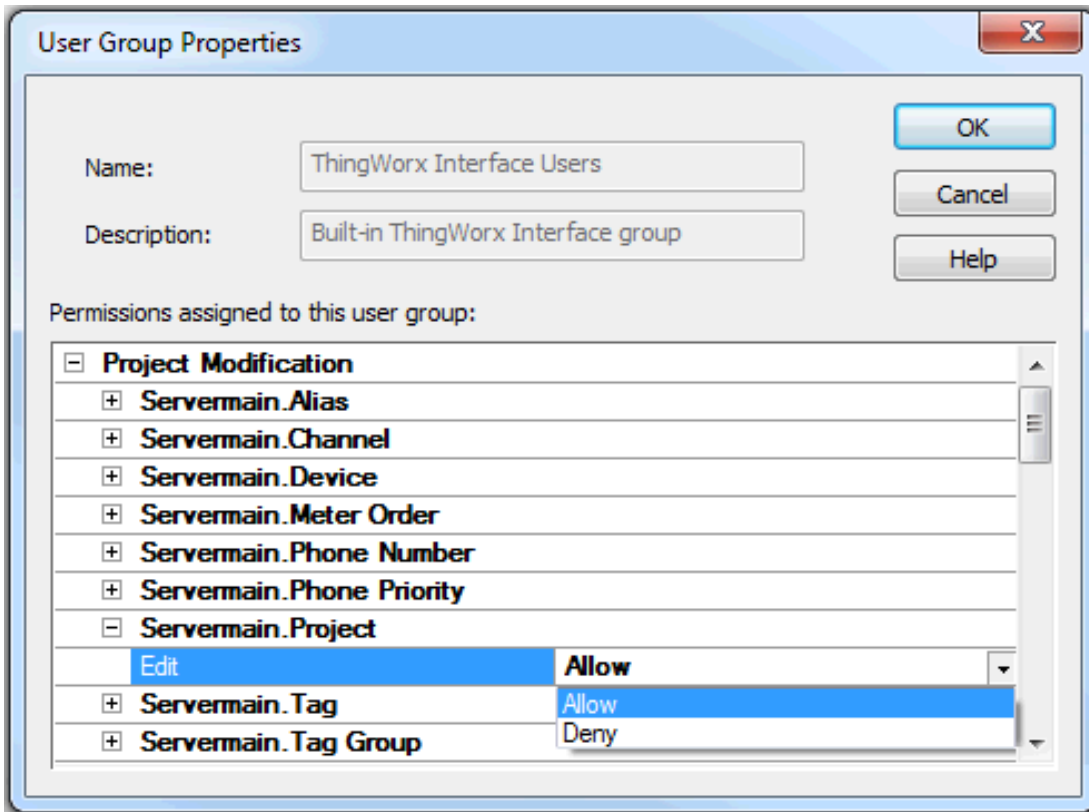 User Group Properties
OK
Name:
ThingWorx Interface Users
Cancel
Description:
Built-in ThingWorx Interface group
Help
Permissions assigned to this user group:
Project Modification
Servermain.Alias
Servermain.Channel
Servermain.Device
Servermain.Meter Order
Servermain.Phone Number
Servermain.Phone Priority
Servermain.Project
Edit Allow
Servermain.Tag Allow
Deny
Servermain.Tag Group